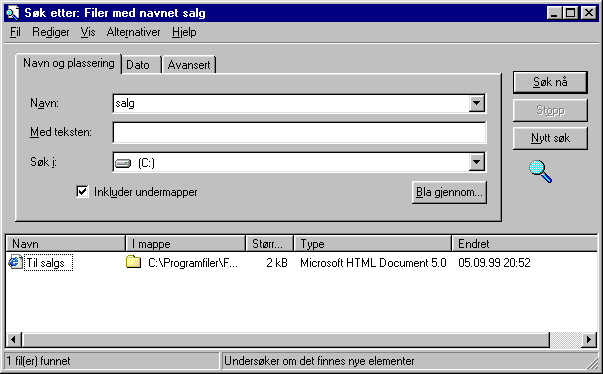 Søk etter: Filer med navnet salg
Fil Rediger Vis Alternativer Hjelp
Navn og plassering Dato Avansert
Navn: salg
Med teksten:
Søk i: (C:)
Inkluder undermapper
Bla gjennom...
Søk nå
Stopp
Nytt søk
Navn I mappe Størr... Type Endret
Til salgs C:\Programfiler\F... 2 kB Microsoft HTML Document 5.0 05.09.99 20:52
1 fil(er) funnet Undersøker om det finnes nye elementer